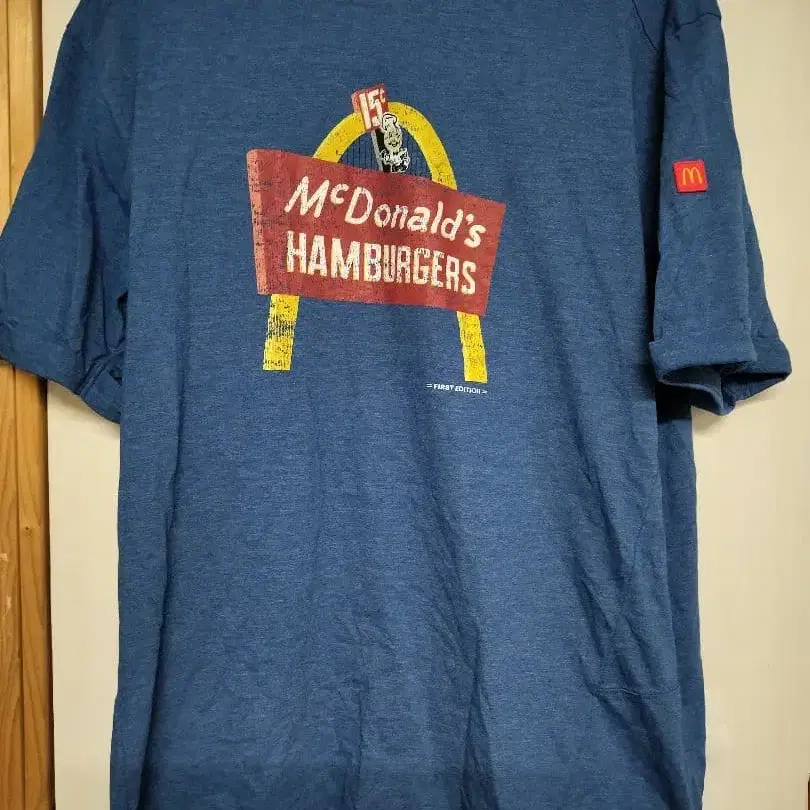 15¢
McDonald's
HAMBURGERS
= FIRST EDITION =
M